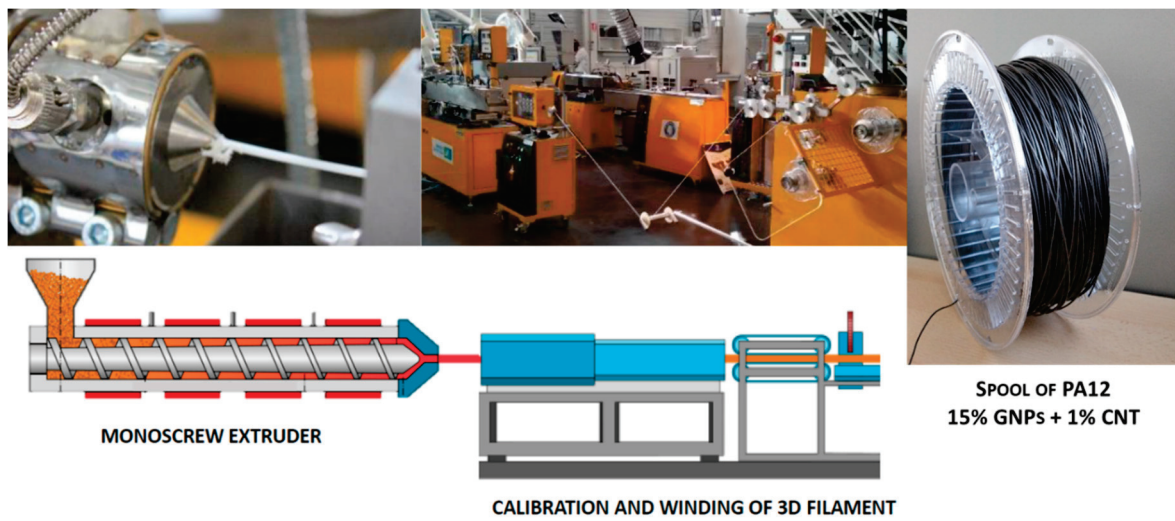 MONOSCREW EXTRUDER
CALIBRATION AND WINDING OF 3D FILAMENT
SPOOL OF PA12
15% GNPS + 1% CNT